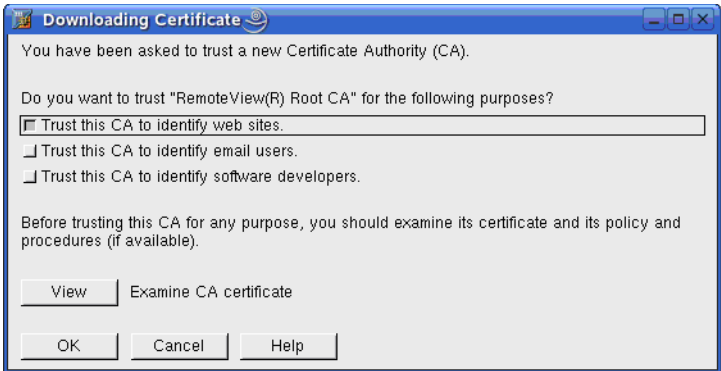 Downloading Certificate
You have been asked to trust a new Certificate Authority (CA).
Do you want to trust "RemoteView(R) Root CA" for the following purposes?
Trust this CA to identify web sites.
Trust this CA to identify email users.
Trust this CA to identify software developers.
Before trusting this CA for any purpose, you should examine its certificate and its policy and
procedures (if available).
View Examine CA certificate
OK Cancel Help